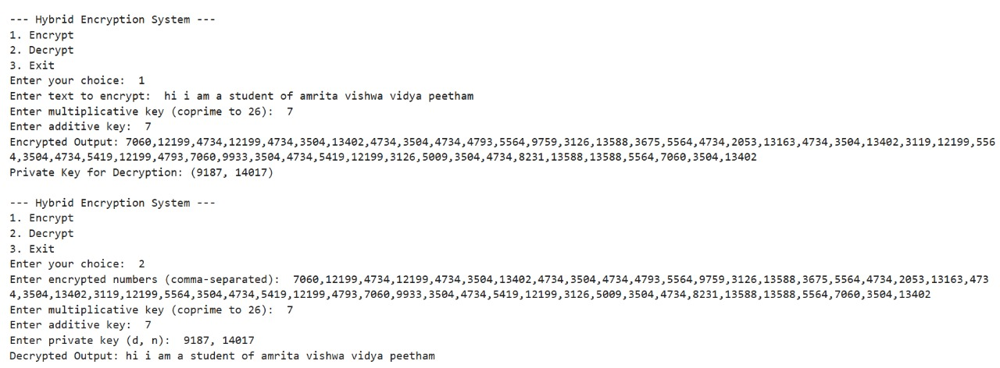 --- Hybrid Encryption System ---
1. Encrypt
2. Decrypt
3. Exit
Enter your choice:  1
Enter text to encrypt:  hi i am a student of amrita vishwa vidya peetham
Enter multiplicative key (coprime to 26):  7
Enter additive key:  7
Encrypted Output: 7060,12199,4734,12199,4734,3504,13402,4734,3504,4734,4793,5564,9759,3126,13588,3675,5564,4734,2053,13163,4734,3504,13402,3119,12199,556
4,3504,4734,5419,12199,4793,7060,9933,3504,4734,5419,12199,3126,5009,3504,4734,8231,13588,13588,5564,7060,3504,13402
Private Key for Decryption: (9187, 14017)
--- Hybrid Encryption System ---
1. Encrypt
2. Decrypt
3. Exit
Enter your choice:  2
Enter encrypted numbers (comma-separated):  7060,12199,4734,12199,4734,3504,13402,4734,3504,4734,4793,5564,9759,3126,13588,3675,5564,4734,2053,13163,473
4,3504,13402,3119,12199,5564,3504,4734,5419,12199,4793,7060,9933,3504,4734,5419,12199,3126,5009,3504,4734,8231,13588,13588,5564,7060,3504,13402
Enter multiplicative key (coprime to 26):  7
Enter additive key:  7
Enter private key (d, n):  9187, 14017
Decrypted Output: hi i am a student of amrita vishwa vidya peetham